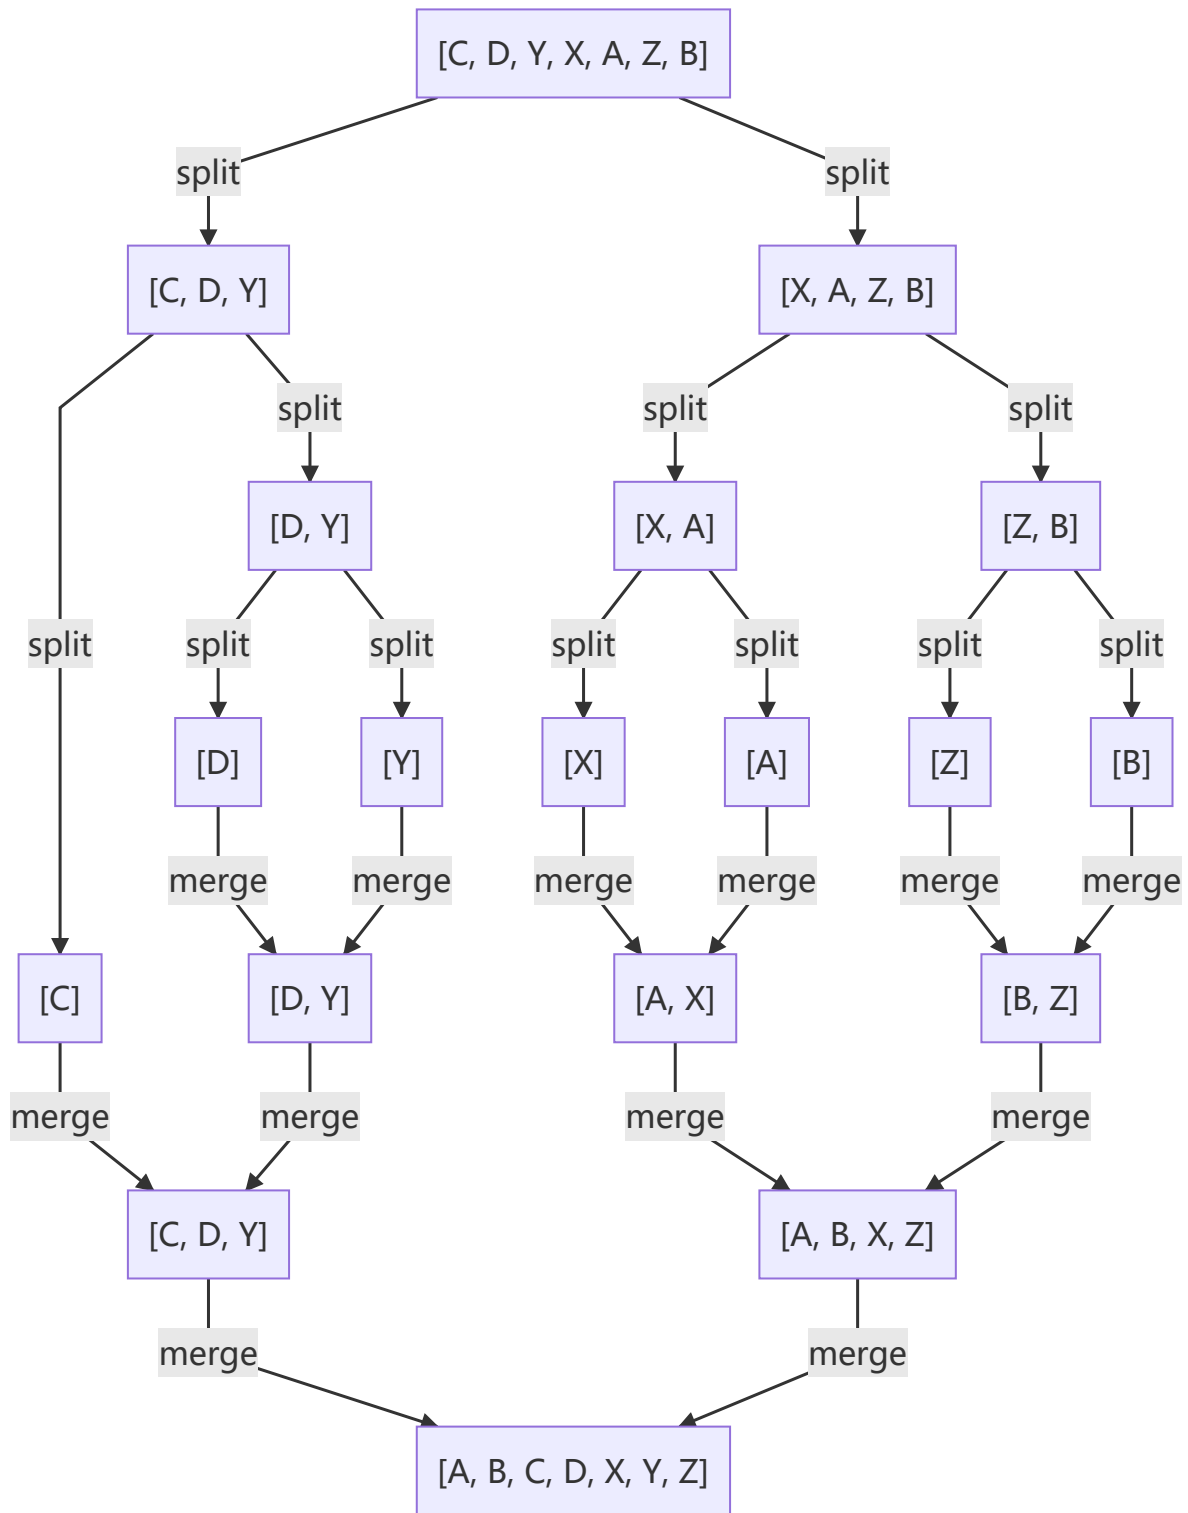 [C, D, Y, X, A, Z, B]
split split
[C, D, Y] [X, A, Z, B]
split split split
[D, Y] [X, A] [Z, B]
split split split split split split split
[D] [Y] [X] [A] [Z] [B]
merge merge merge merge merge merge
[C] [D, Y] [A, X] [B, Z]
merge merge merge merge
[C, D, Y] [A, B, X, Z]
merge merge
[A, B, C, D, X, Y, Z]